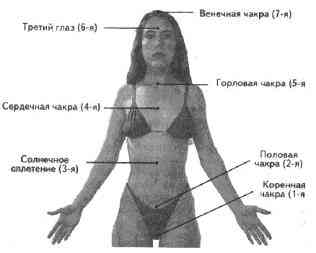 Венечная чакра (7-я)
Третий глаз (6-я)
Горловая чакра (5-я
Сердечная чакра (4-я)
Солнечное
сплетение (3-я)
Половая
чакра (2-я)
Коренная
чакра (1-я